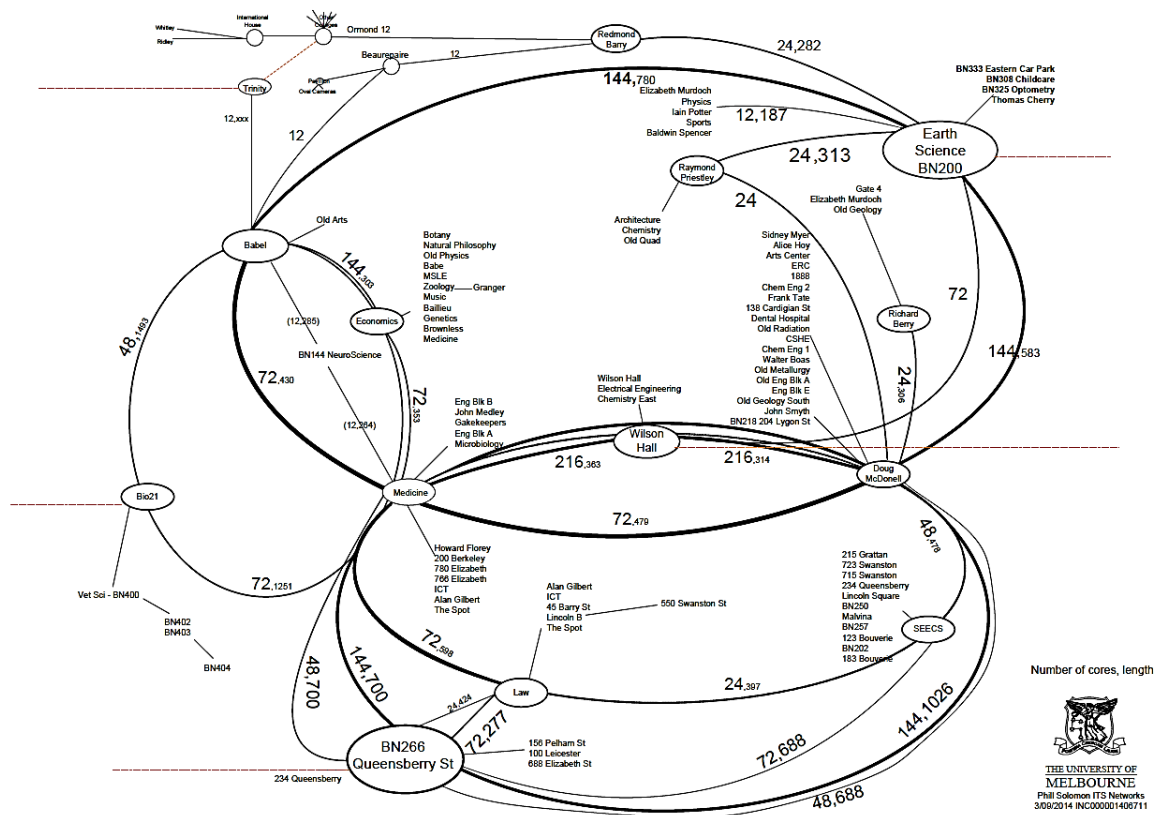 International
House
Other
Colleges
Whitley
Ridley
Ormond 12
Redmond
Barry
24,282
Beaurepaire
12
Pavilion
Oval Cameras
Trinity
144,780
BN333 Eastern Car Park
BN308 Childcare
BN325 Optometry
Thomas Cherry
Elizabeth Murdoch
Physics
Iain Potter
Sports
Baldwin Spencer
12,187
12,xxx
12
Earth
Science
BN200
24,313
Raymond
Priestley
24
Gate 4
Elizabeth Murdoch
Old Geology
Architecture
Chemistry
Old Quad
Old Arts
Babel
144,303
Botany
Natural Philosophy
Old Physics
Babe
MSLE
Zoology
Granger
Music
Baillieu
Genetics
Brownless
Medicine
Sidney Myer
Alice Hoy
Arts Center
ERC
1888
Chem Eng 2
Frank Tate
138 Cardigian St
Dental Hospital
Old Radiation
CSHE
Chem Eng 1
Walter Boas
Old Metallurgy
Old Eng Blk A
Eng Blk E
Old Geology South
John Smyth
BN218 204 Lygon St
72
Richard
Berry
Economics
(12,285)
48,1493
BN144 NeuroScience
144,583
72,430
72,353
24,306
Wilson Hall
Electrical Engineering
Chemistry East
Eng Blk B
John Medley
Gakekeepers
Eng Blk A
Microbiology
(12,264)
Wilson
Hall
216,363
216,314
Doug
McDonell
Bio21
Medicine
72,479
48,478
Howard Florey
200 Berkeley
780 Elizabeth
766 Elizabeth
ICT
Alan Gilbert
The Spot
215 Grattan
723 Swanston
715 Swanston
234 Queensberry
Lincoln Square
BN250
Malvina
BN257
123 Bouverie
BN202
183 Bouverie
72,1251
Vet Sci - BN400
BN402
BN403
BN404
Alan Gilbert
ICT
45 Barry St
Lincoln B
The Spot
550 Swanston St
SEECS
72,598
48,700
144,700
Law
24,397
24,424
72,277
144,1026
Number of cores, length
BN266
Queensberry St
156 Pelham St
100 Leicester
688 Elizabeth St
72,688
234 Queensberry
48,688
THE UNIVERSITY OF
MELBOURNE
Phill Solomon ITS Networks
3/09/2014 INC000001406711